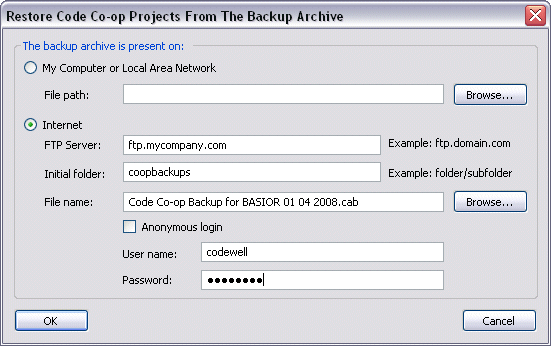 Restore Code Co-op Projects From The Backup Archive
The backup archive is present on:
My Computer or Local Area Network
File path: Browse...
Internet
FTP Server: ftp.mycompany.com Example: ftp.domain.com
Initial folder: coopbackups Example: folder/subfolder
File name: Code Co-op Backup for BASIOR 01 04 2008.cab Browse...
Anonymous login
User name: codewell
Password: ●●●●●●●●
OK Cancel